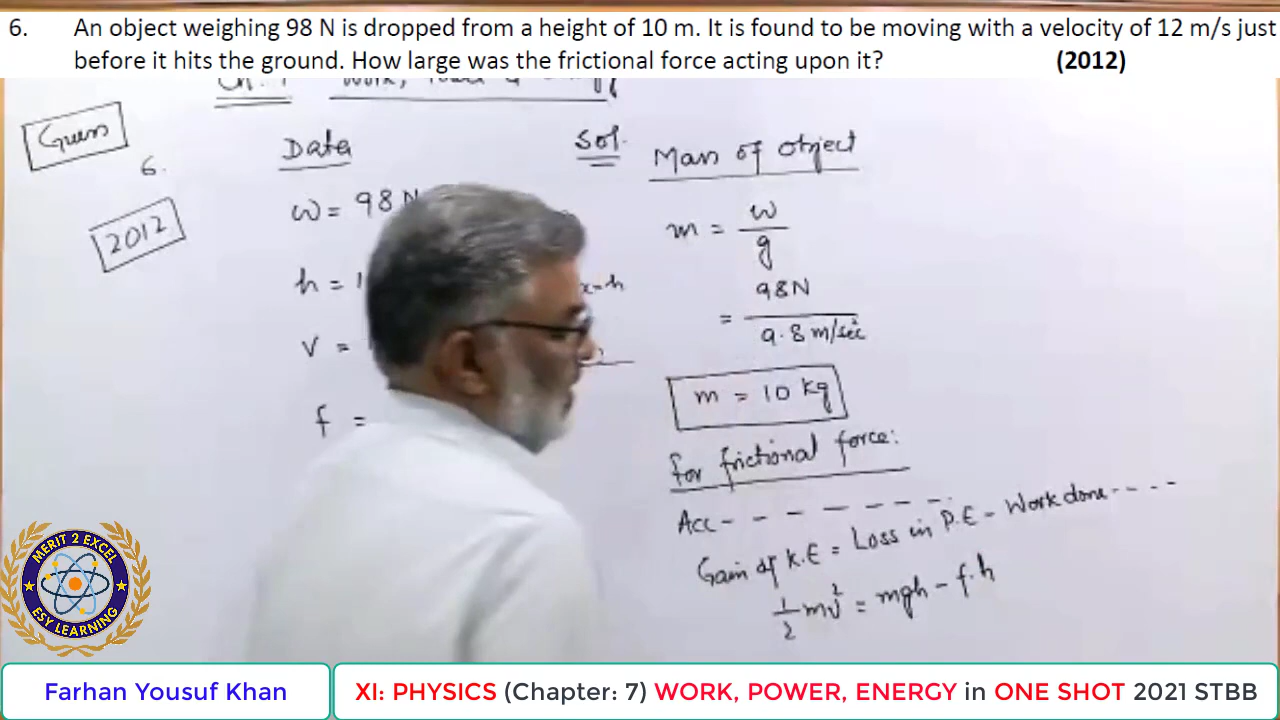 6. An object weighing 98 N is dropped from a height of 10 m. It is found to be moving with a velocity of 12 m/s just
before it hits the ground. How large was the frictional force acting upon it? (2012)
Guess
6.
2012
Data
W = 98 N
h = 1
V =
f =
Sol.
x=h
Mass of object
m = W/g
= 98N / 9.8 m/sec²
m = 10 kg
For frictional force:
Acc - - - - - - - -
Gain of K.E = Loss in P.E - Work done - - - -
1/2 mv² = mgh - f.h
MERIT 2 EXCEL
ESY LEARNING
Farhan Yousuf Khan
XI: PHYSICS (Chapter: 7) WORK, POWER, ENERGY in ONE SHOT 2021 STBB